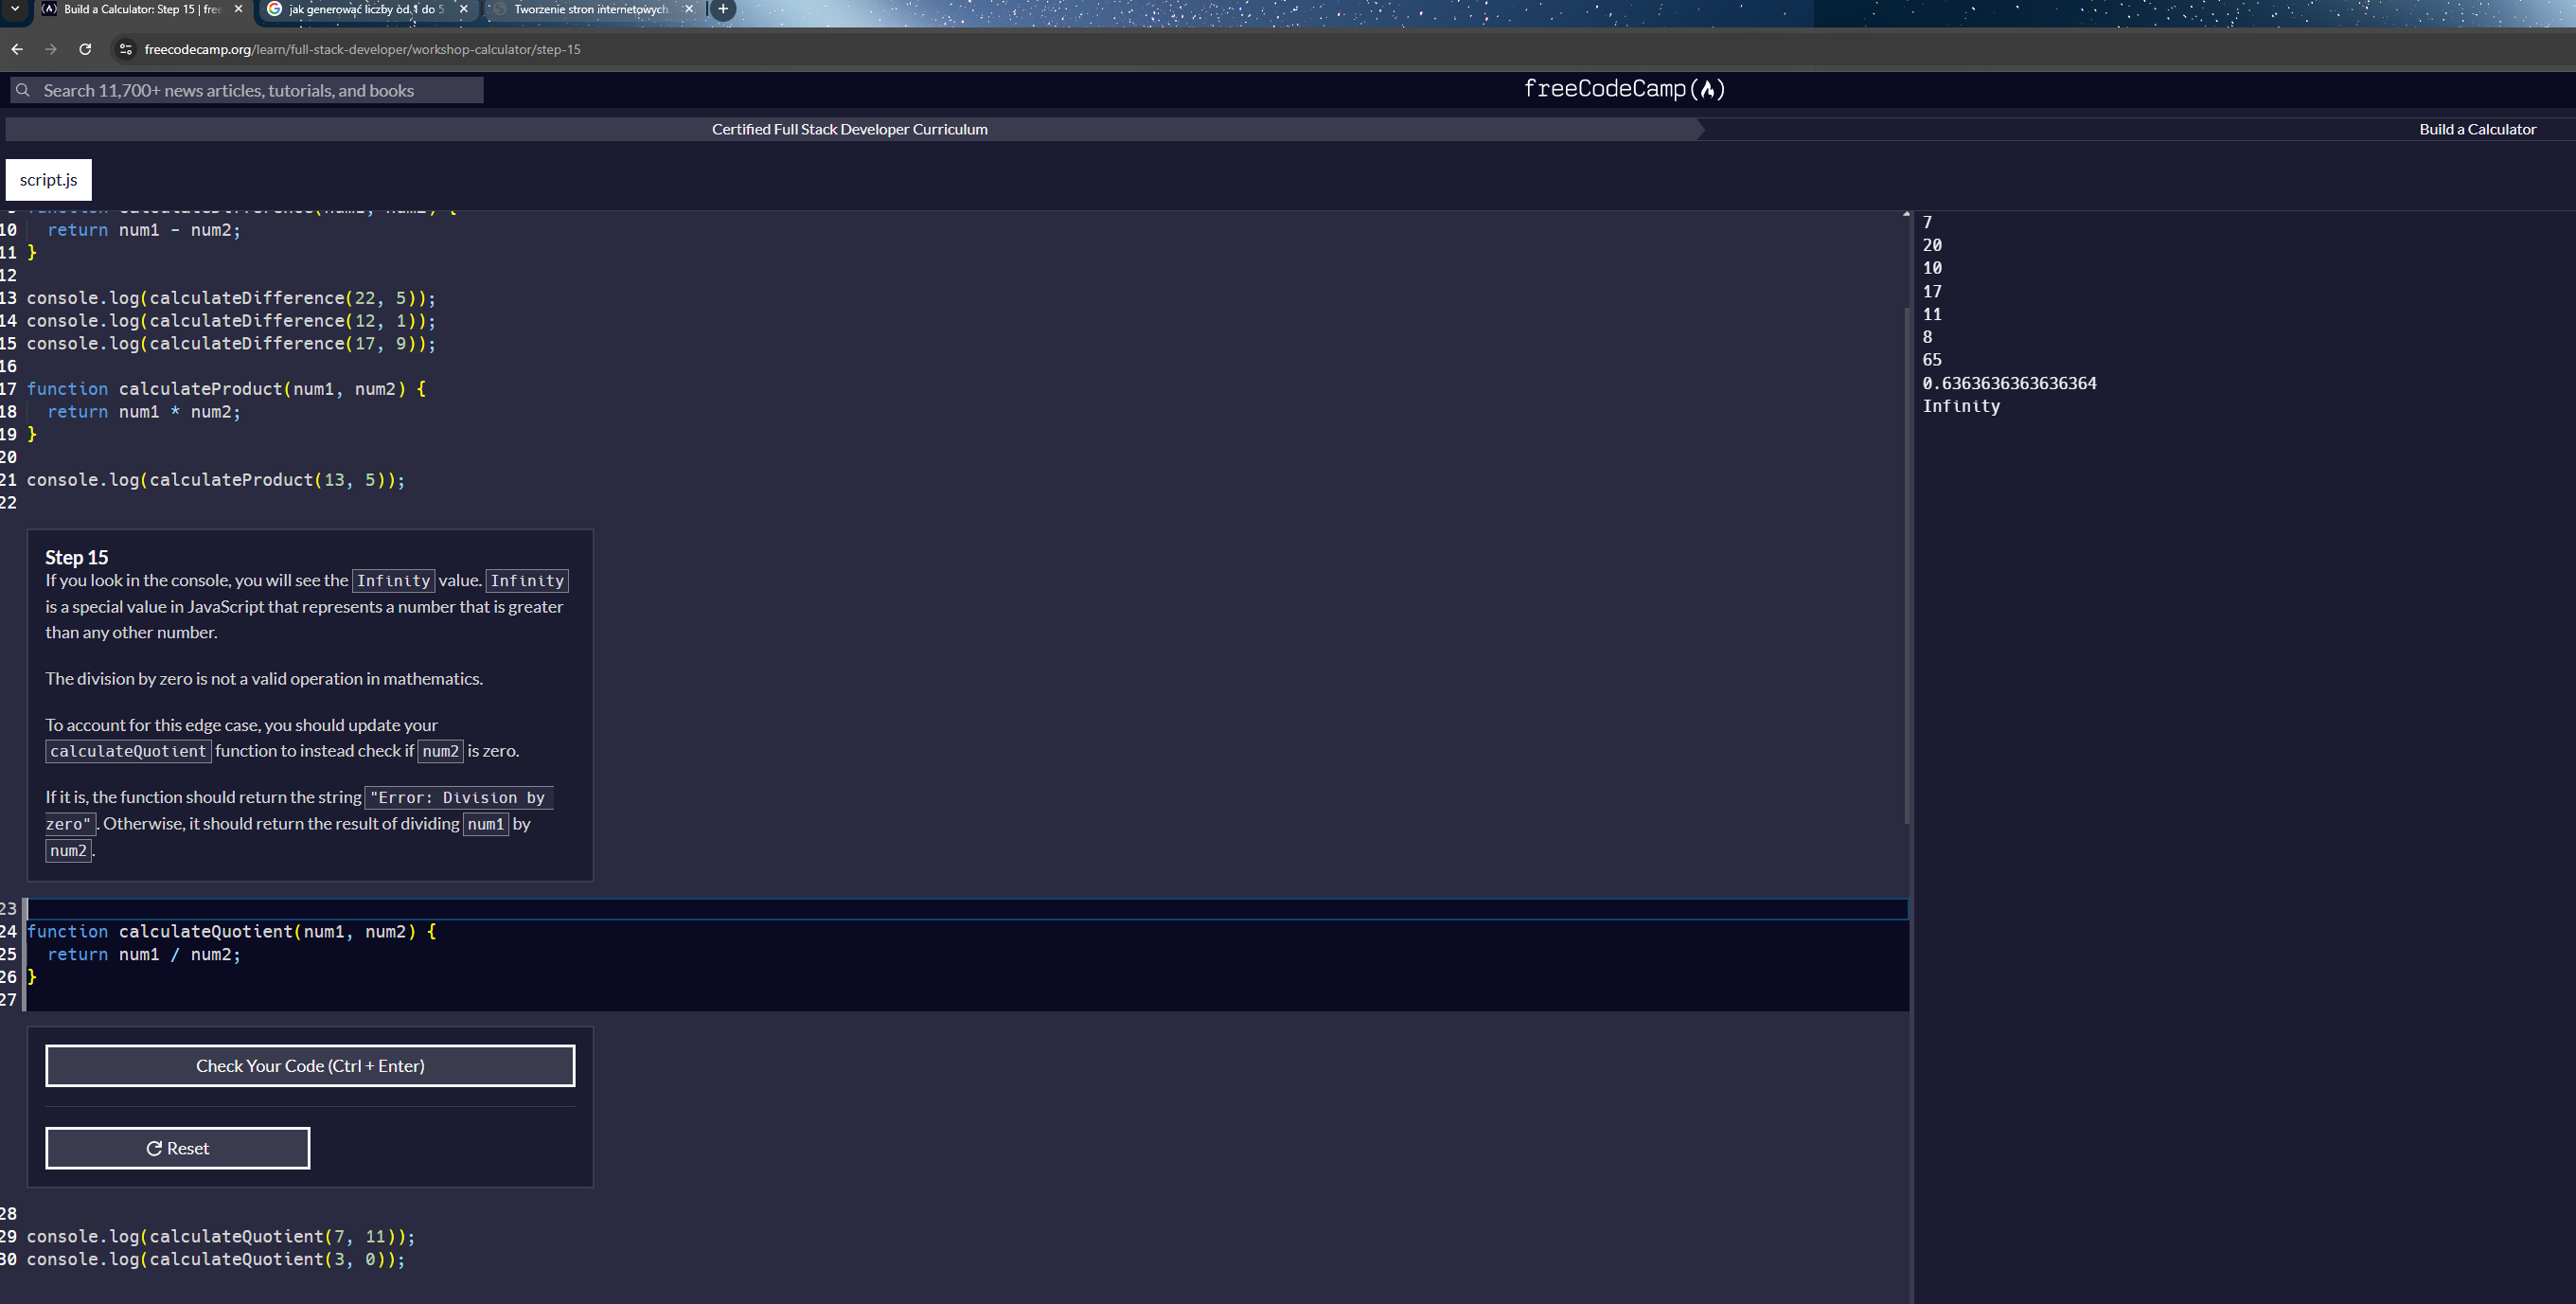 Build a Calculator: Step 15 | free
jak generować liczby od 1 do 5
Tworzenie stron internetowych
freecodecamp.org/learn/full-stack-developer/workshop-calculator/step-15
Search 11,700+ news articles, tutorials, and books
freeCodeCamp(🔥)
Certified Full Stack Developer Curriculum
Build a Calculator
script.js
9 function calculateDifference(num1, num2) {
10 return num1 - num2;
11 }
12
13 console.log(calculateDifference(22, 5));
14 console.log(calculateDifference(12, 1));
15 console.log(calculateDifference(17, 9));
16
17 function calculateProduct(num1, num2) {
18 return num1 * num2;
19 }
20
21 console.log(calculateProduct(13, 5));
22
Step 15
If you look in the console, you will see the Infinity value. Infinity
is a special value in JavaScript that represents a number that is greater
than any other number.
The division by zero is not a valid operation in mathematics.
To account for this edge case, you should update your
calculateQuotient function to instead check if num2 is zero.
If it is, the function should return the string "Error: Division by
zero". Otherwise, it should return the result of dividing num1 by
num2.
23
24 function calculateQuotient(num1, num2) {
25 return num1 / num2;
26 }
27
Check Your Code (Ctrl + Enter)
Reset
28
29 console.log(calculateQuotient(7, 11));
30 console.log(calculateQuotient(3, 0));
7
20
10
17
11
8
65
0.6363636363636364
Infinity